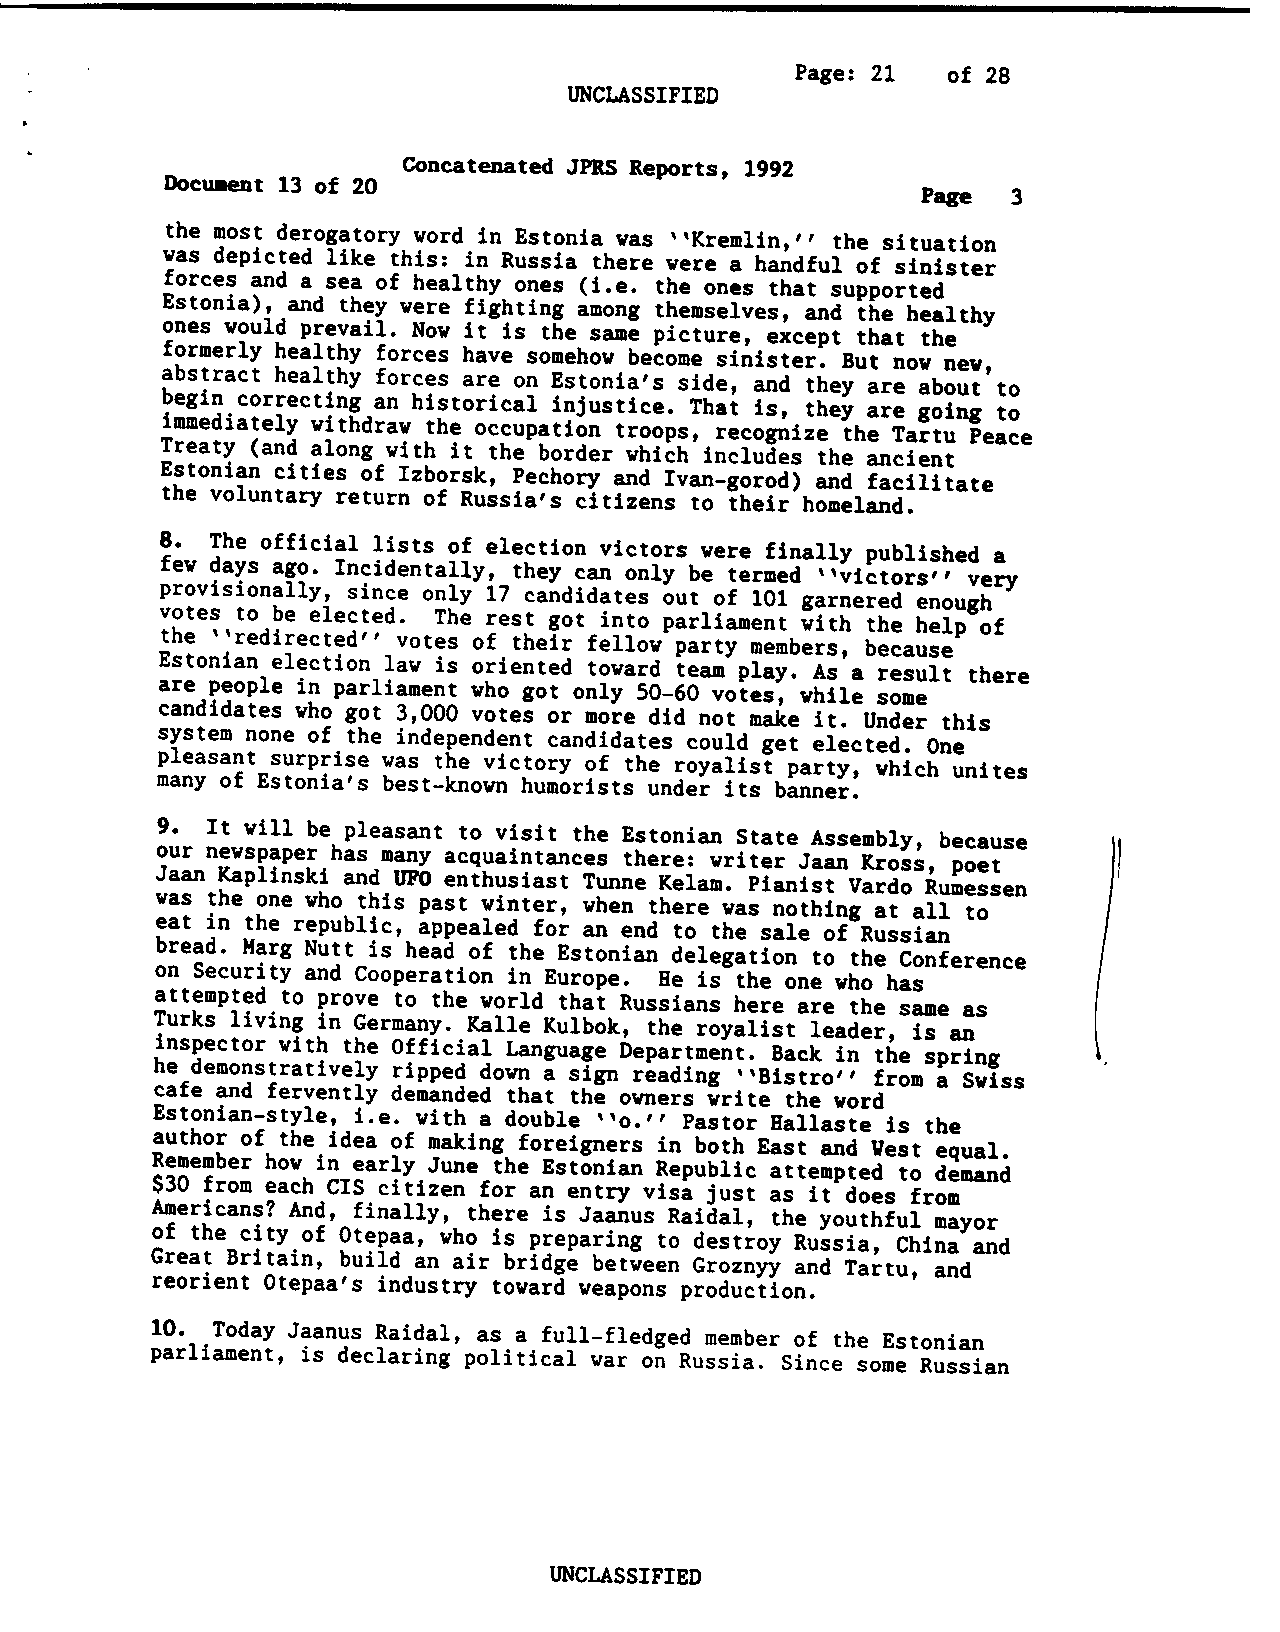 Page: 21 of 28
UNCLASSIFIED
Concatenated JPRS Reports, 1992
Document 13 of 20
Page 3
the most derogatory word in Estonia was ``Kremlin,'' the situation
was depicted like this: in Russia there were a handful of sinister
forces and a sea of healthy ones (i.e. the ones that supported
Estonia), and they were fighting among themselves, and the healthy
ones would prevail. Now it is the same picture, except that the
formerly healthy forces have somehow become sinister. But now new,
abstract healthy forces are on Estonia's side, and they are about to
begin correcting an historical injustice. That is, they are going to
immediately withdraw the occupation troops, recognize the Tartu Peace
Treaty (and along with it the border which includes the ancient
Estonian cities of Izborsk, Pechory and Ivan-gorod) and facilitate
the voluntary return of Russia's citizens to their homeland.
8. The official lists of election victors were finally published a
few days ago. Incidentally, they can only be termed ``victors'' very
provisionally, since only 17 candidates out of 101 garnered enough
votes to be elected. The rest got into parliament with the help of
the ``redirected'' votes of their fellow party members, because
Estonian election law is oriented toward team play. As a result there
are people in parliament who got only 50-60 votes, while some
candidates who got 3,000 votes or more did not make it. Under this
system none of the independent candidates could get elected. One
pleasant surprise was the victory of the royalist party, which unites
many of Estonia's best-known humorists under its banner.
9. It will be pleasant to visit the Estonian State Assembly, because
our newspaper has many acquaintances there: writer Jaan Kross, poet
Jaan Kaplinski and UFO enthusiast Tunne Kelam. Pianist Vardo Rumessen
was the one who this past winter, when there was nothing at all to
eat in the republic, appealed for an end to the sale of Russian
bread. Marg Nutt is head of the Estonian delegation to the Conference
on Security and Cooperation in Europe. He is the one who has
attempted to prove to the world that Russians here are the same as
Turks living in Germany. Kalle Kulbok, the royalist leader, is an
inspector with the Official Language Department. Back in the spring
he demonstratively ripped down a sign reading ``Bistro'' from a Swiss
cafe and fervently demanded that the owners write the word
Estonian-style, i.e. with a double ``o.'' Pastor Hallaste is the
author of the idea of making foreigners in both East and West equal.
Remember how in early June the Estonian Republic attempted to demand
$30 from each CIS citizen for an entry visa just as it does from
Americans? And, finally, there is Jaanus Raidal, the youthful mayor
of the city of Otepaa, who is preparing to destroy Russia, China and
Great Britain, build an air bridge between Groznyy and Tartu, and
reorient Otepaa's industry toward weapons production.
10. Today Jaanus Raidal, as a full-fledged member of the Estonian
parliament, is declaring political war on Russia. Since some Russian
UNCLASSIFIED